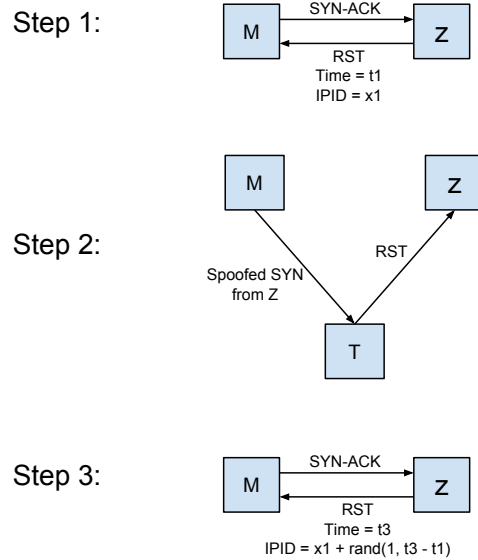 Step 1:
M
SYN-ACK
Z
RST
Time = t1
IPID = x1
Step 2:
M
Z
Spoofed SYN
from Z
RST
T
Step 3:
M
SYN-ACK
Z
RST
Time = t3
IPID = x1 + rand(1, t3 - t1)